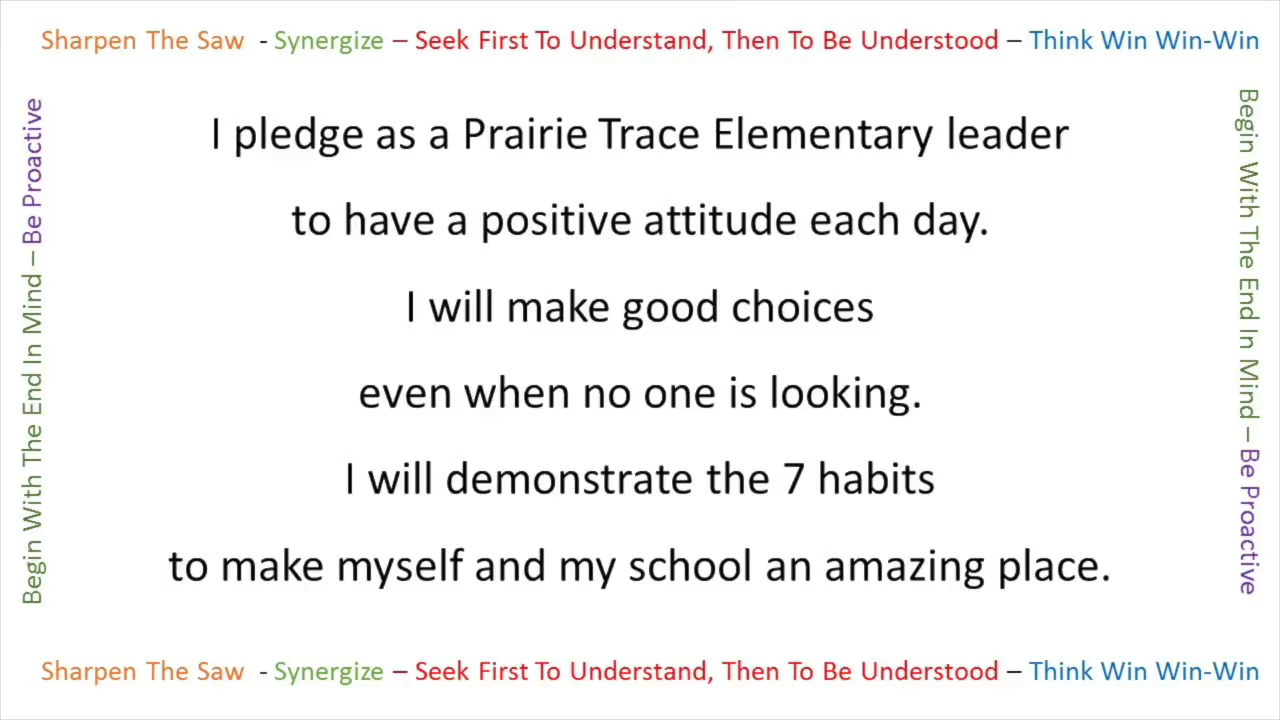 Sharpen The Saw - Synergize – Seek First To Understand, Then To Be Understood – Think Win Win-Win
Begin With The End In Mind – Be Proactive
I pledge as a Prairie Trace Elementary leader
to have a positive attitude each day.
I will make good choices
even when no one is looking.
I will demonstrate the 7 habits
to make myself and my school an amazing place.
Begin With The End In Mind – Be Proactive
Sharpen The Saw - Synergize – Seek First To Understand, Then To Be Understood – Think Win Win-Win